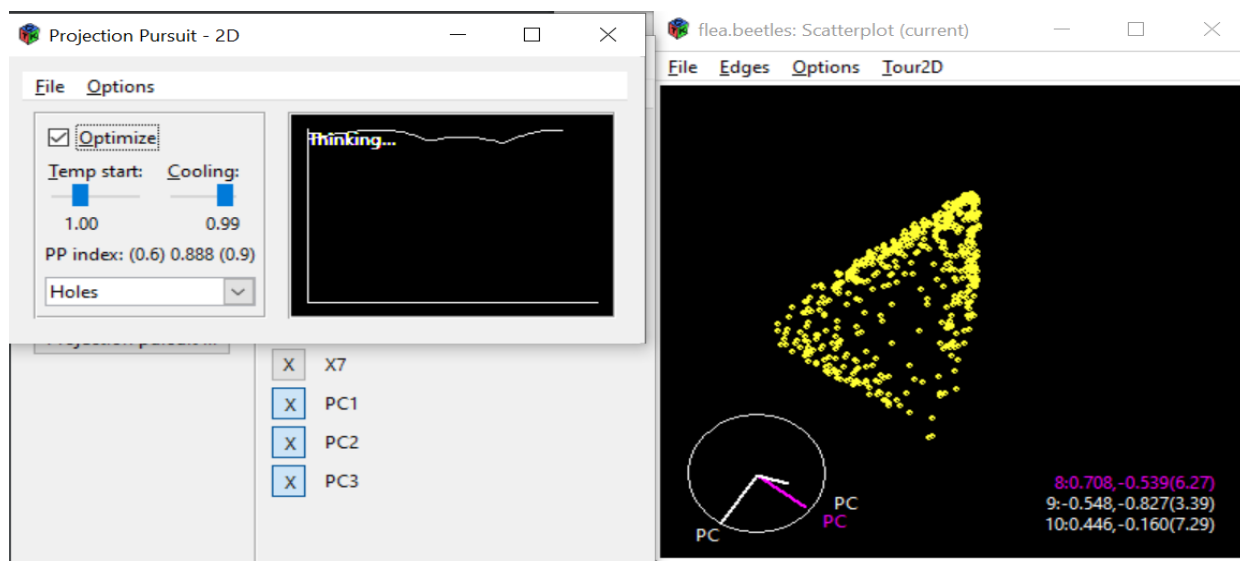 Projection Pursuit - 2D
File Options
Optimize
Temp start: Cooling:
1.00 0.99
PP index: (0.6) 0.888 (0.9)
Holes
Thinking...
Projection pursuit ...
X X7
X PC1
X PC2
X PC3
flea.beetles: Scatterplot (current)
File Edges Options Tour2D
PC
PC
PC
8:0.708,-0.539(6.27)
9:-0.548,-0.827(3.39)
10:0.446,-0.160(7.29)